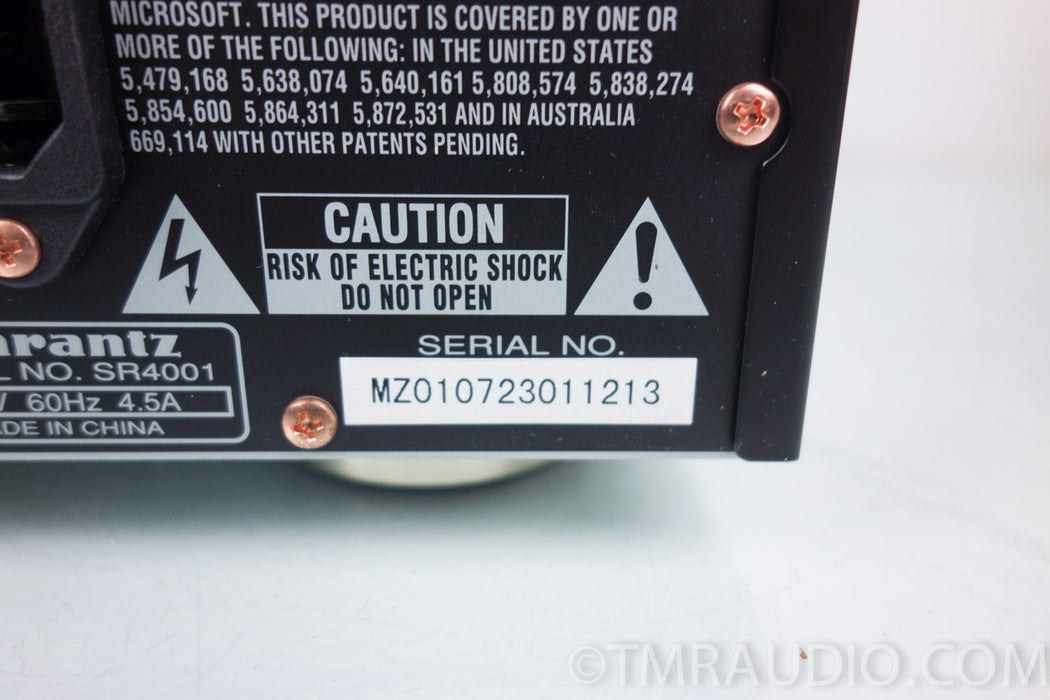 MICROSOFT. THIS PRODUCT IS COVERED BY ONE OR
MORE OF THE FOLLOWING: IN THE UNITED STATES
5,479,168 5,638,074 5,640,161 5,808,574 5,838,274
5,854,600 5,864,311 5,872,531 AND IN AUSTRALIA
669,114 WITH OTHER PATENTS PENDING.
CAUTION
RISK OF ELECTRIC SHOCK
DO NOT OPEN
!
arantz
L NO. SR4001
60Hz 4.5A
ADE IN CHINA
SERIAL NO.
MZ010723011213
©TMRAUDIO.COM